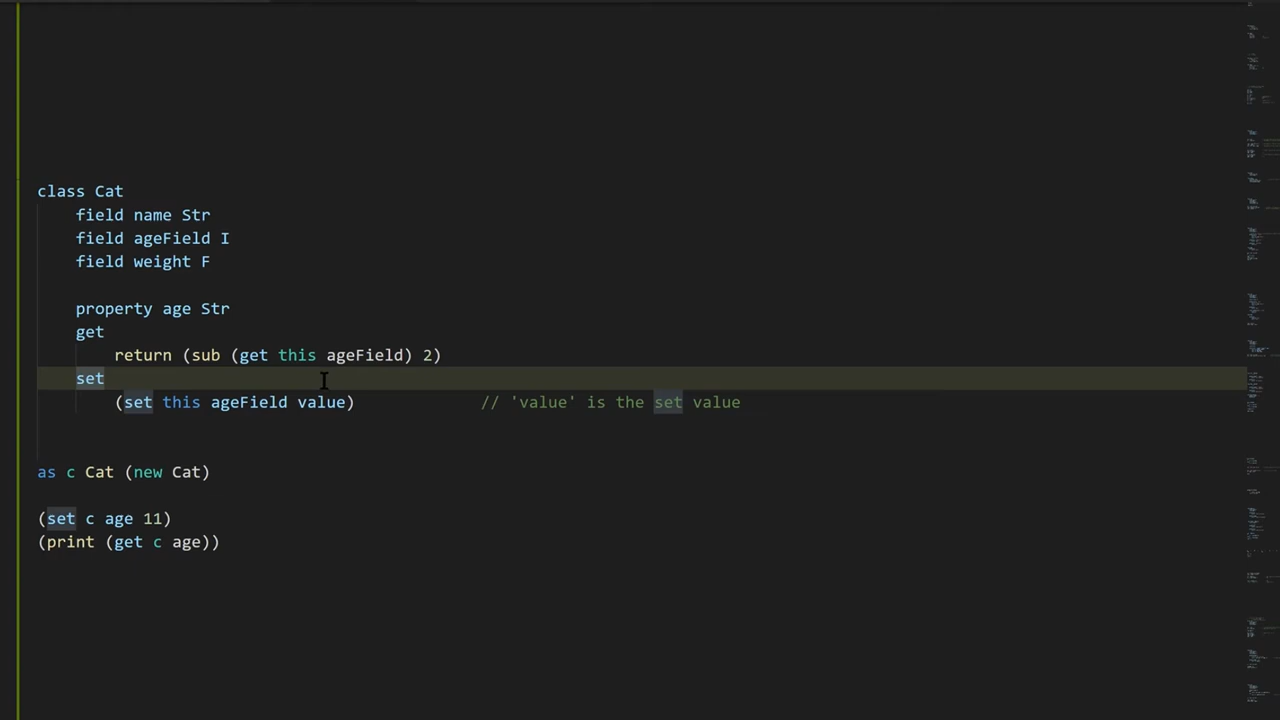 class Cat
field name Str
field ageField I
field weight F
property age Str
get
return (sub (get this ageField) 2)
set
(set this ageField value) // 'value' is the set value
as c Cat (new Cat)
(set c age 11)
(print (get c age))